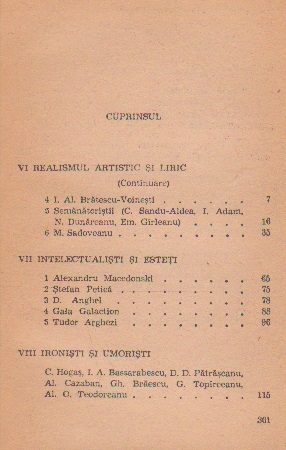 CUPRINSUL
VI REALISMUL ARTISTIC ȘI LIRIC
(Continuare)
4 I. Al. Brătescu-Voinești . . . . . . 7
5 Semănătoriștii (C. Sandu-Aldea, I. Adam,
N. Dunăreanu, Em. Gîrleanu) . . . . 16
6 M. Sadoveanu . . . . . . . . 35
VII INTELECTUALIȘTI ȘI ESTEȚI
1 Alexandru Macedonski . . . . . . 65
2 Ștefan Petică . . . . . . . . 75
3 D. Anghel . . . . . . . . 78
4 Gala Galaction . . . . . . . 88
5 Tudor Arghezi . . . . . . . 96
VIII IRONIȘTI ȘI UMORIȘTI
C. Hogaș, I. A. Bassarabescu, D. D. Pătrășcanu,
Al. Cazaban, Gh. Brăescu, G. Topîrceanu,
Al. O. Teodoreanu . . . . . . . 115
361